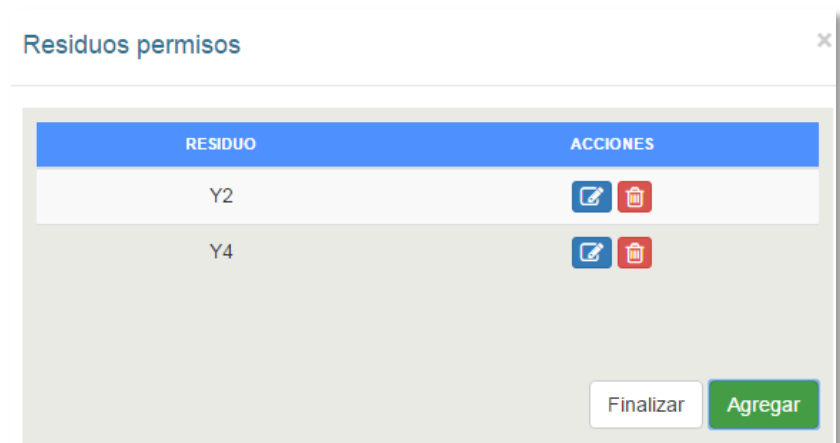 Residuos permisos
×
RESIDUO ACCIONES
Y2
Y4
Finalizar Agregar